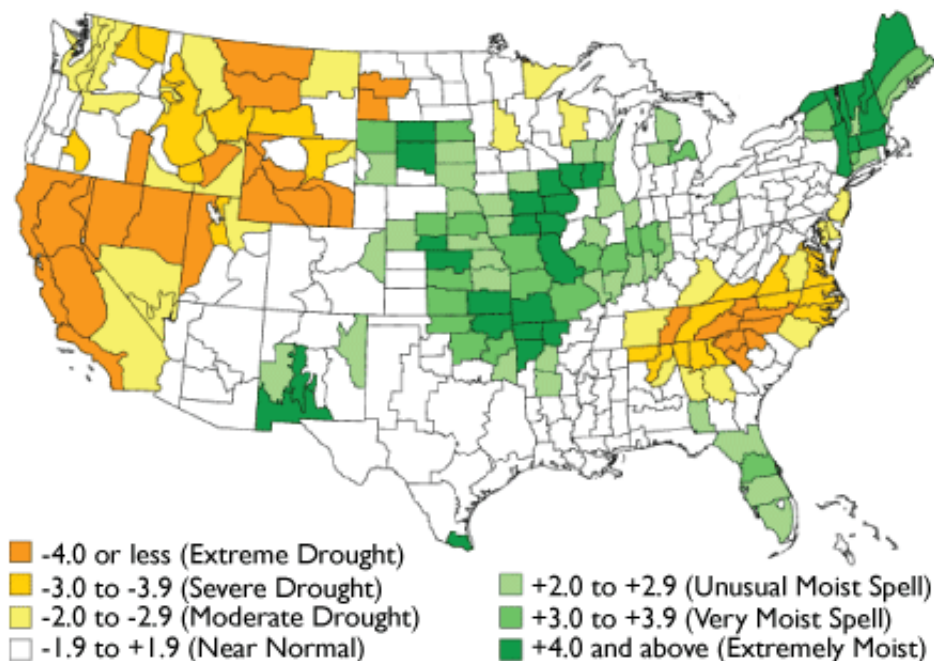 -4.0 or less (Extreme Drought)
-3.0 to -3.9 (Severe Drought)
-2.0 to -2.9 (Moderate Drought)
-1.9 to +1.9 (Near Normal)
+2.0 to +2.9 (Unusual Moist Spell)
+3.0 to +3.9 (Very Moist Spell)
+4.0 and above (Extremely Moist)